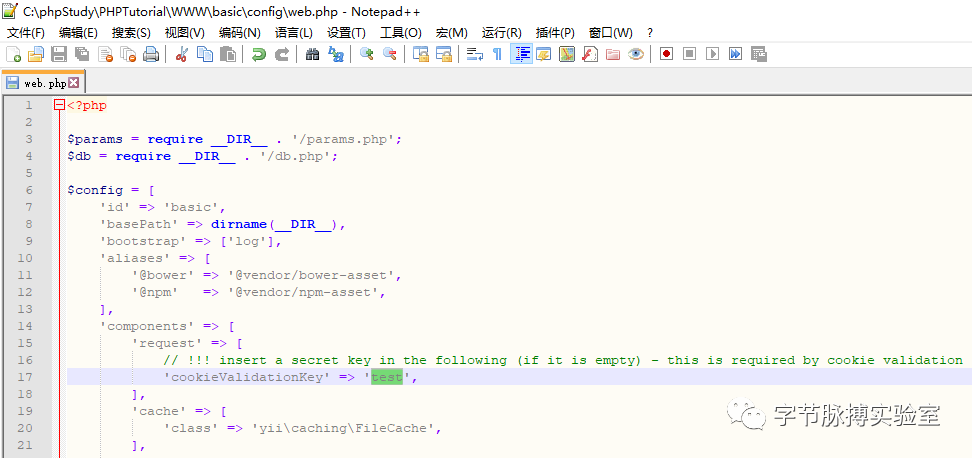 C:\phpStudy\PHPTutorial\WWW\basic\config\web.php - Notepad++
文件(F) 编辑(E) 搜索(S) 视图(V) 编码(N) 语言(L) 设置(T) 工具(O) 宏(M) 运行(R) 插件(P) 窗口(W) ?
web.php
1 <?php
2
3 $params = require __DIR__ . '/params.php';
4 $db = require __DIR__ . '/db.php';
5
6 $config = [
7 'id' => 'basic',
8 'basePath' => dirname(__DIR__),
9 'bootstrap' => ['log'],
10 'aliases' => [
11 '@bower' => '@vendor/bower-asset',
12 '@npm'   => '@vendor/npm-asset',
13 ],
14 'components' => [
15 'request' => [
16 // !!! insert a secret key in the following (if it is empty) - this is required by cookie validation
17 'cookieValidationKey' => 'test',
18 ],
19 'cache' => [
20 'class' => 'yii\caching\FileCache',
21 ],
字节脉搏实验室